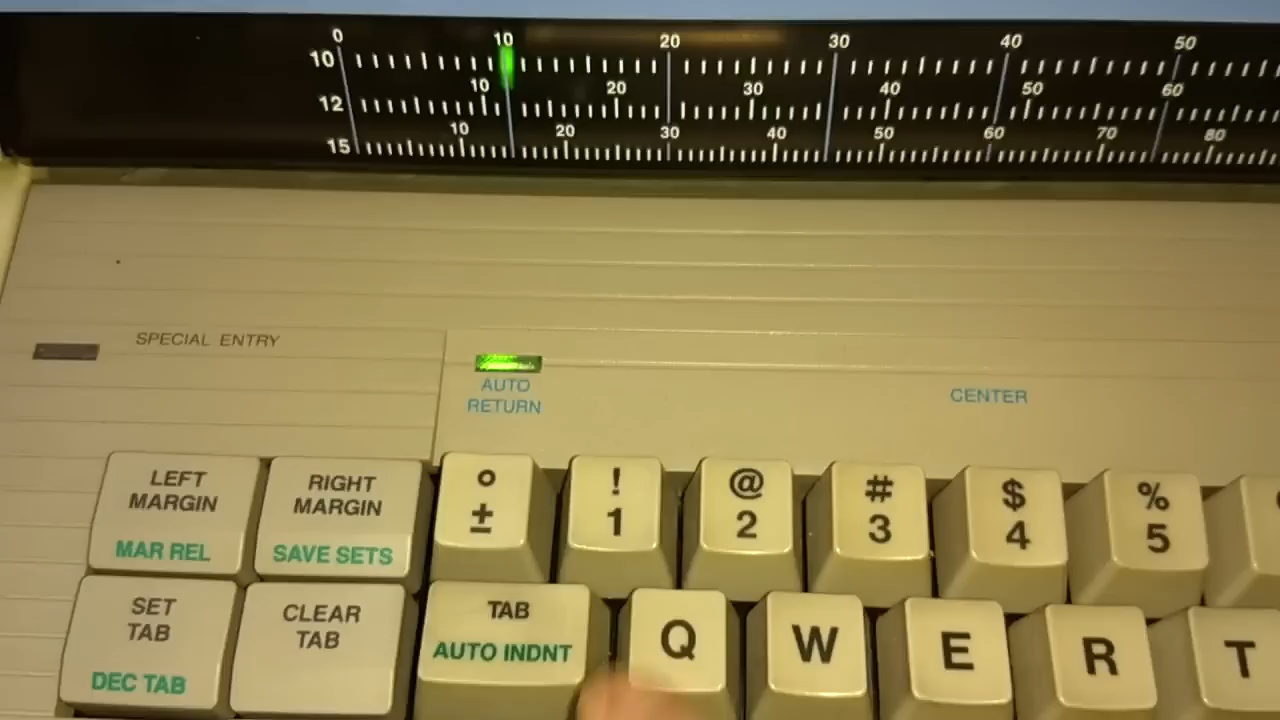 0 10 20 30 40 50
10
10 20 30 40 50 60
12
10 20 30 40 50 60 70 80
15
SPECIAL ENTRY
AUTO
RETURN
CENTER
LEFT
MARGIN
MAR REL
RIGHT
MARGIN
SAVE SETS
°
±
!
1
@
2
#
3
$
4
%
5
SET
TAB
DEC TAB
CLEAR
TAB
TAB
AUTO INDNT
Q
W
E
R
T